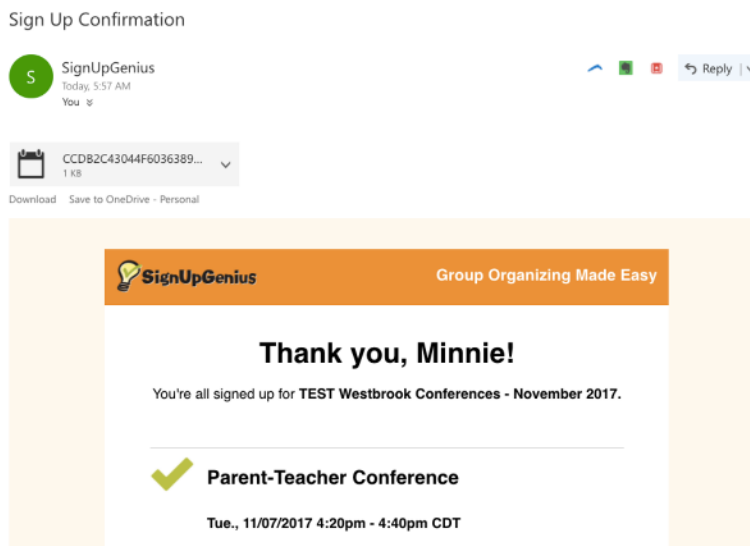 Sign Up Confirmation
S
SignUpGenius
Today, 5:57 AM
You
Reply
CCDB2C43044F6036389...
1 KB
Download Save to OneDrive - Personal
SignUpGenius Group Organizing Made Easy
Thank you, Minnie!
You're all signed up for TEST Westbrook Conferences - November 2017.
Parent-Teacher Conference
Tue., 11/07/2017 4:20pm - 4:40pm CDT